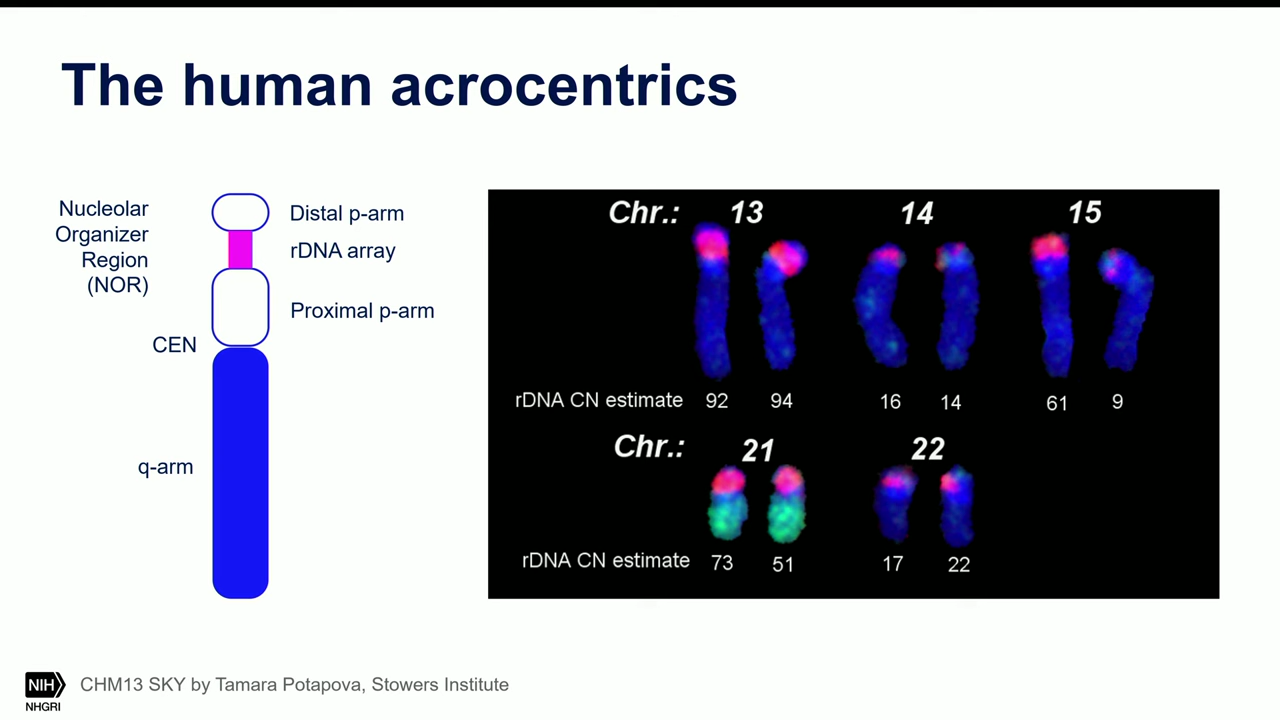 The human acrocentrics
Nucleolar
Organizer
Region
(NOR)
Distal p-arm
rDNA array
Proximal p-arm
CEN
q-arm
Chr.: 13 14 15
rDNA CN estimate 92 94 16 14 61 9
Chr.: 21 22
rDNA CN estimate 73 51 17 22
NIH
NHGRI
CHM13 SKY by Tamara Potapova, Stowers Institute